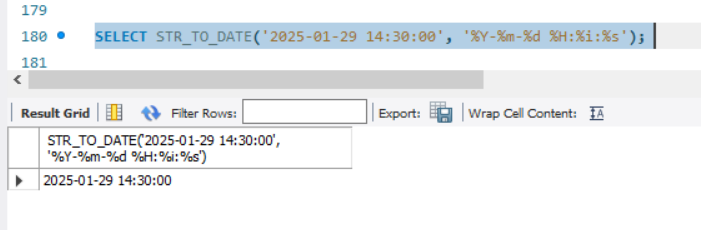 179
180 SELECT STR_TO_DATE('2025-01-29 14:30:00', '%Y-%m-%d %H:%i:%s');
181
Result Grid Filter Rows: Export: Wrap Cell Content:
STR_TO_DATE('2025-01-29 14:30:00',
'%Y-%m-%d %H:%i:%s')
2025-01-29 14:30:00